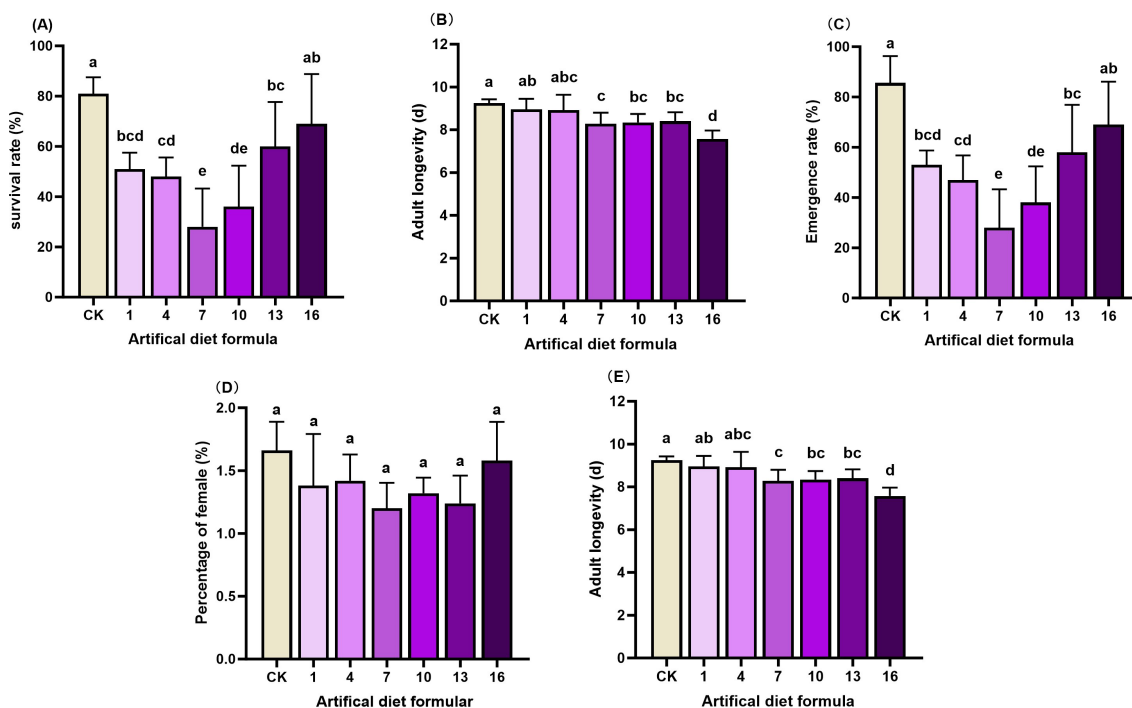 (A)
survival rate (%)
100
80
60
40
20
0
a
bcd
cd
e
de
bc
ab
CK 1 4 7 10 13 16
Artifical diet formula
(B)
Adult longevity (d)
12
10
8
6
4
2
0
a
ab
abc
c
bc
bc
d
CK 1 4 7 10 13 16
Artifical diet formula
(C)
Emergence rate (%)
100
80
60
40
20
0
a
bcd
cd
e
de
bc
ab
CK 1 4 7 10 13 16
Artifical diet formula
(D)
Percentage of female (%)
2.0
1.5
1.0
0.5
0.0
a
a
a
a
a
a
a
CK 1 4 7 10 13 16
Artifical diet formular
(E)
Adult longevity (d)
12
10
8
6
4
2
0
a
ab
abc
c
bc
bc
d
CK 1 4 7 10 13 16
Artifical diet formula